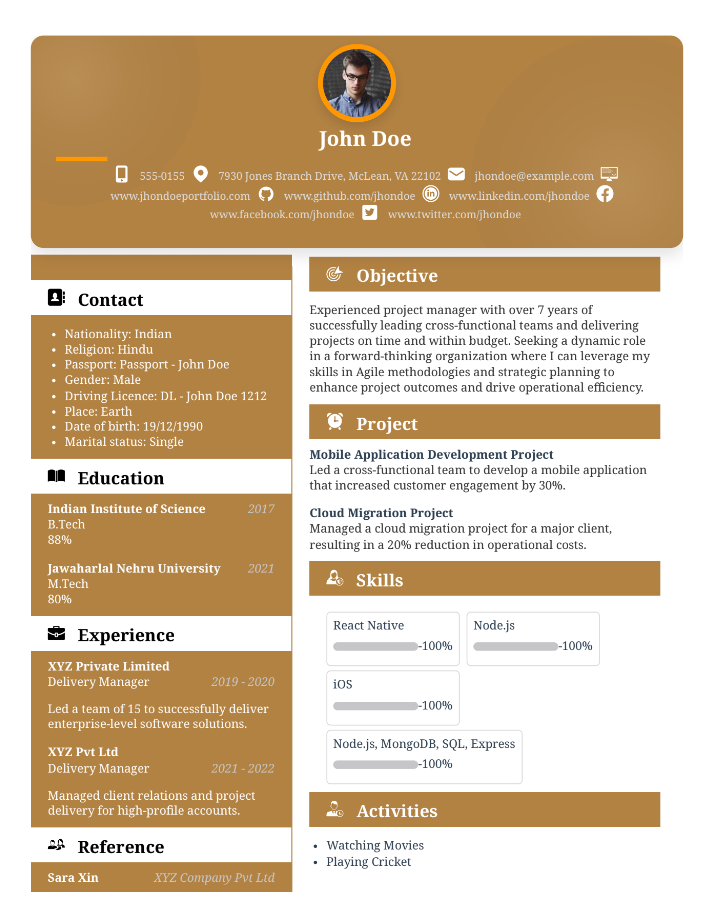 John Doe
555-0155 7930 Jones Branch Drive, McLean, VA 22102 jhondoe@example.com
www.jhondoeportfolio.com www.github.com/jhondoe www.linkedin.com/jhondoe
www.facebook.com/jhondoe www.twitter.com/jhondoe
Contact
• Nationality: Indian
• Religion: Hindu
• Passport: Passport - John Doe
• Gender: Male
• Driving Licence: DL - John Doe 1212
• Place: Earth
• Date of birth: 19/12/1990
• Marital status: Single
Education
Indian Institute of Science 2017
B.Tech
88%
Jawaharlal Nehru University 2021
M.Tech
80%
Experience
XYZ Private Limited
Delivery Manager 2019 - 2020
Led a team of 15 to successfully deliver
enterprise-level software solutions.
XYZ Pvt Ltd
Delivery Manager 2021 - 2022
Managed client relations and project
delivery for high-profile accounts.
Reference
Sara Xin XYZ Company Pvt Ltd
Objective
Experienced project manager with over 7 years of
successfully leading cross-functional teams and delivering
projects on time and within budget. Seeking a dynamic role
in a forward-thinking organization where I can leverage my
skills in Agile methodologies and strategic planning to
enhance project outcomes and drive operational efficiency.
Project
Mobile Application Development Project
Led a cross-functional team to develop a mobile application
that increased customer engagement by 30%.
Cloud Migration Project
Managed a cloud migration project for a major client,
resulting in a 20% reduction in operational costs.
Skills
React Native
-100%
Node.js
-100%
iOS
-100%
Node.js, MongoDB, SQL, Express
-100%
Activities
• Watching Movies
• Playing Cricket